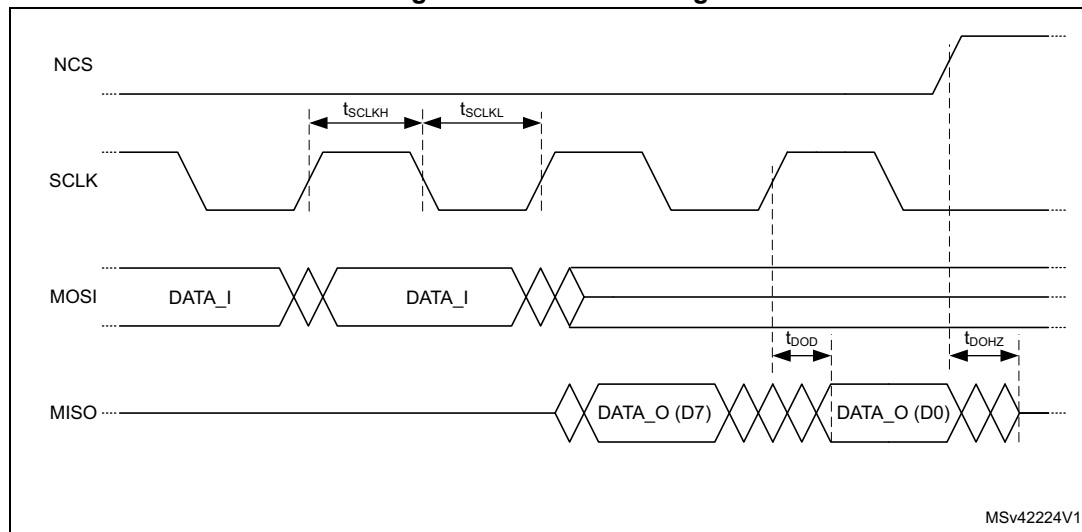 NCS
tSCLKH
tSCLKL
SCLK
MOSI
DATA_I
DATA_I
tDOD
tDOHZ
MISO
DATA_O (D7)
DATA_O (D0)
MSv42224V1